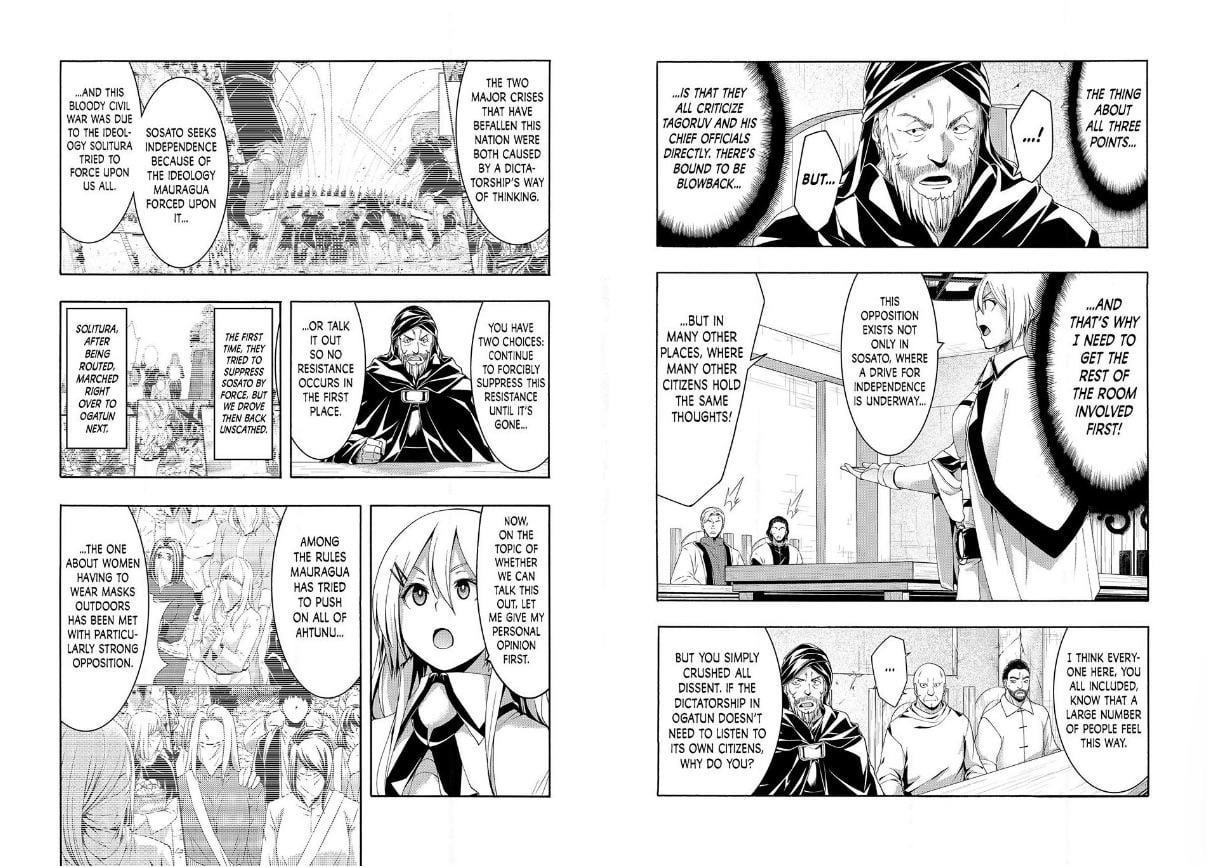 THE THING
ABOUT
ALL THREE
POINTS...
...!
BUT...
...IS THAT THEY
ALL CRITICIZE
TAGORUV AND HIS
CHIEF OFFICIALS
DIRECTLY. THERE'S
BOUND TO BE
BLOWBACK...
...AND
THAT'S WHY
I NEED TO
GET THE
REST OF
THE ROOM
INVOLVED
FIRST!
THIS
OPPOSITION
EXISTS NOT
ONLY IN
SOSATO, WHERE
A DRIVE FOR
INDEPENDENCE
IS UNDERWAY...
...BUT IN
MANY OTHER
PLACES, WHERE
MANY OTHER
CITIZENS HOLD
THE SAME
THOUGHTS!
I THINK EVERY-
ONE HERE, YOU
ALL INCLUDED,
KNOW THAT A
LARGE NUMBER
OF PEOPLE FEEL
THIS WAY.
...
BUT YOU SIMPLY
CRUSHED ALL
DISSENT. IF THE
DICTATORSHIP IN
OGATUN DOESN'T
NEED TO LISTEN TO
ITS OWN CITIZENS,
WHY DO YOU?
THE TWO
MAJOR CRISES
THAT HAVE
BEFALLEN THIS
NATION WERE
BOTH CAUSED
BY A DICTA-
TORSHIP'S WAY
OF THINKING.
SOSATO SEEKS
INDEPENDENCE
BECAUSE OF
THE IDEOLOGY
MAURAGUA
FORCED UPON
IT...
...AND THIS
BLOODY CIVIL
WAR WAS DUE
TO THE IDEOL-
OGY SOLITURA
TRIED TO
FORCE UPON
US ALL.
YOU HAVE
TWO CHOICES:
CONTINUE
TO FORCIBLY
SUPPRESS THIS
RESISTANCE
UNTIL IT'S
GONE...
...OR TALK
IT OUT
SO NO
RESISTANCE
OCCURS IN
THE FIRST
PLACE.
THE FIRST
TIME, THEY
TRIED TO
SUPPRESS
SOSATO BY
FORCE, BUT
WE DROVE
THEN BACK
UNSCATHED.
SOLITURA,
AFTER
BEING
ROUTED,
MARCHED
RIGHT
OVER TO
OGATUN
NEXT.
NOW,
ON THE
TOPIC OF
WHETHER
WE CAN
TALK THIS
OUT, LET
ME GIVE MY
PERSONAL
OPINION
FIRST.
AMONG
THE RULES
MAURAGUA
HAS TRIED
TO PUSH
ON ALL OF
AHTUNU...
...THE ONE
ABOUT WOMEN
HAVING TO
WEAR MASKS
OUTDOORS
HAS BEEN MET
WITH PARTICU-
LARLY STRONG
OPPOSITION.